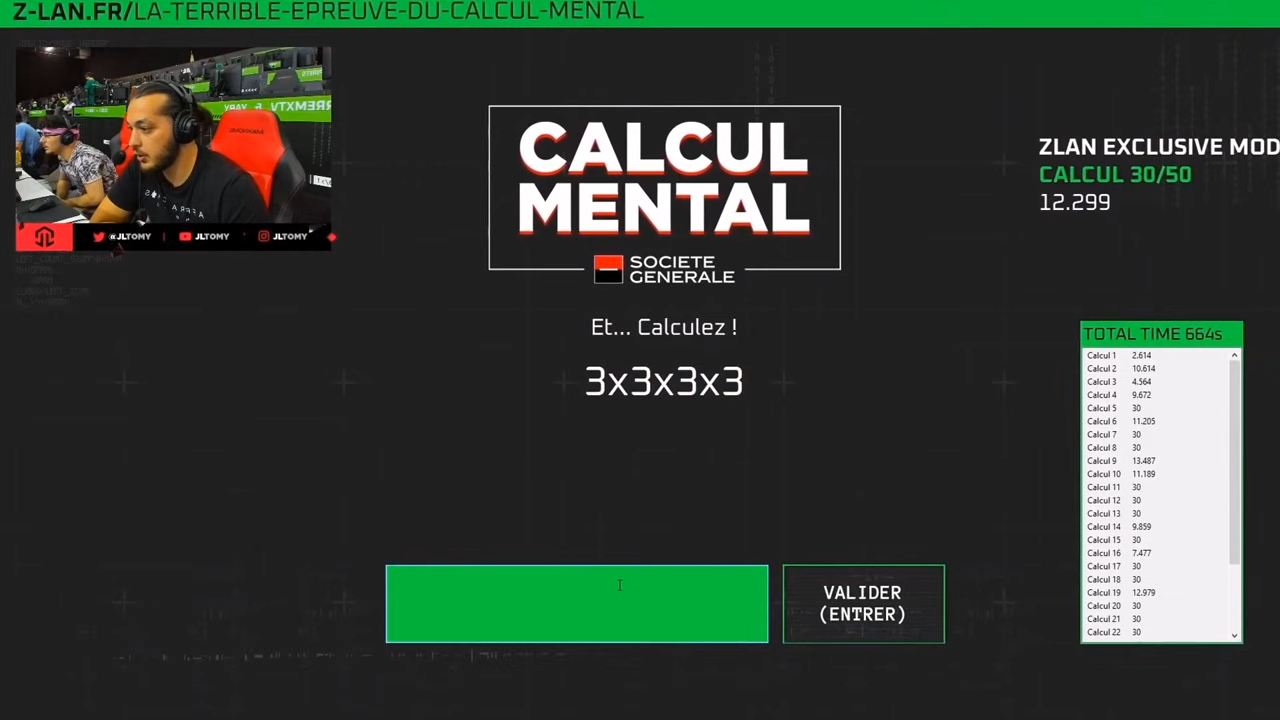 Z-LAN.FR/LA-TERRIBLE-EPREUVE-DU-CALCUL-MENTAL
@JLTOMY
JLTOMY
JLTOMY
CALCUL
MENTAL
SOCIETE
GENERALE
Et... Calculez !
3x3x3x3
VALIDER
(ENTRER)
ZLAN EXCLUSIVE MOD
CALCUL 30/50
12.299
TOTAL TIME 664s
Calcul 1 2.614
Calcul 2 10.614
Calcul 3 4.564
Calcul 4 9.672
Calcul 5 30
Calcul 6 11.205
Calcul 7 30
Calcul 8 30
Calcul 9 13.487
Calcul 10 11.189
Calcul 11 30
Calcul 12 30
Calcul 13 30
Calcul 14 9.859
Calcul 15 30
Calcul 16 7.477
Calcul 17 30
Calcul 18 30
Calcul 19 12.979
Calcul 20 30
Calcul 21 30
Calcul 22 30